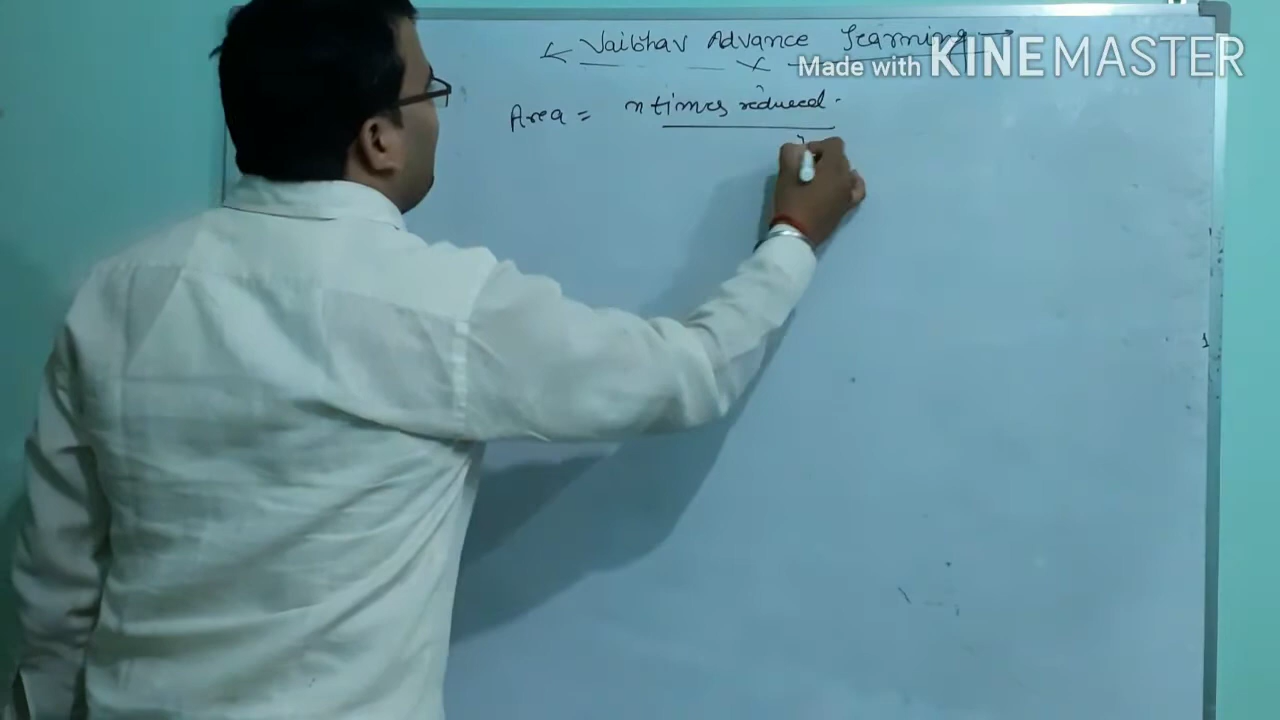 Vaibhav Advance Learning
Made with KINEMASTER
Area = n times reduced.